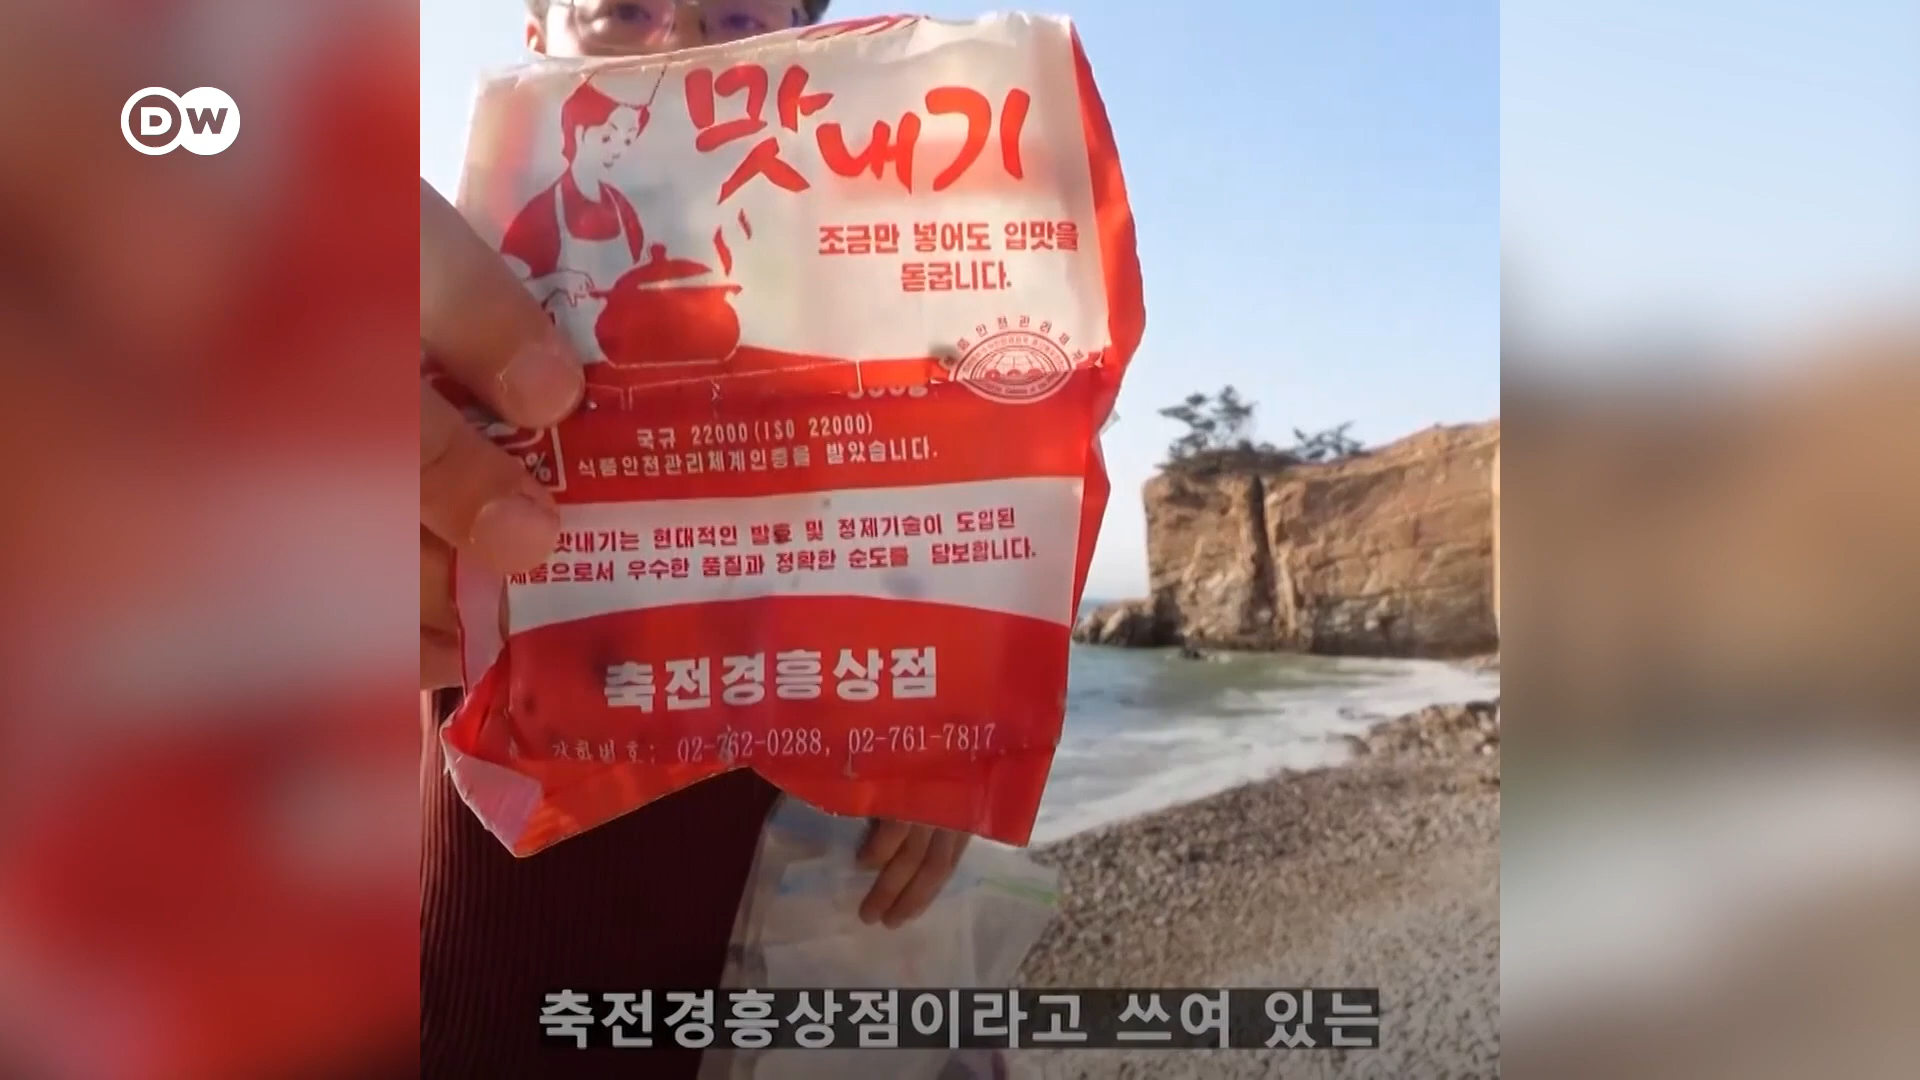 DW
맛내기
조금만 넣어도 입맛을
돋굽니다.
국규 22000(ISO 22000)
식품안전관리체계인증을 받았습니다.
맛내기는 현대적인 발효 및 정제기술이 도입된
제품으로서 우수한 품질과 정확한 순도를 담보합니다.
축전경흥상점
전화번호: 02-762-0288, 02-761-7817
축전경흥상점이라고 쓰여 있는